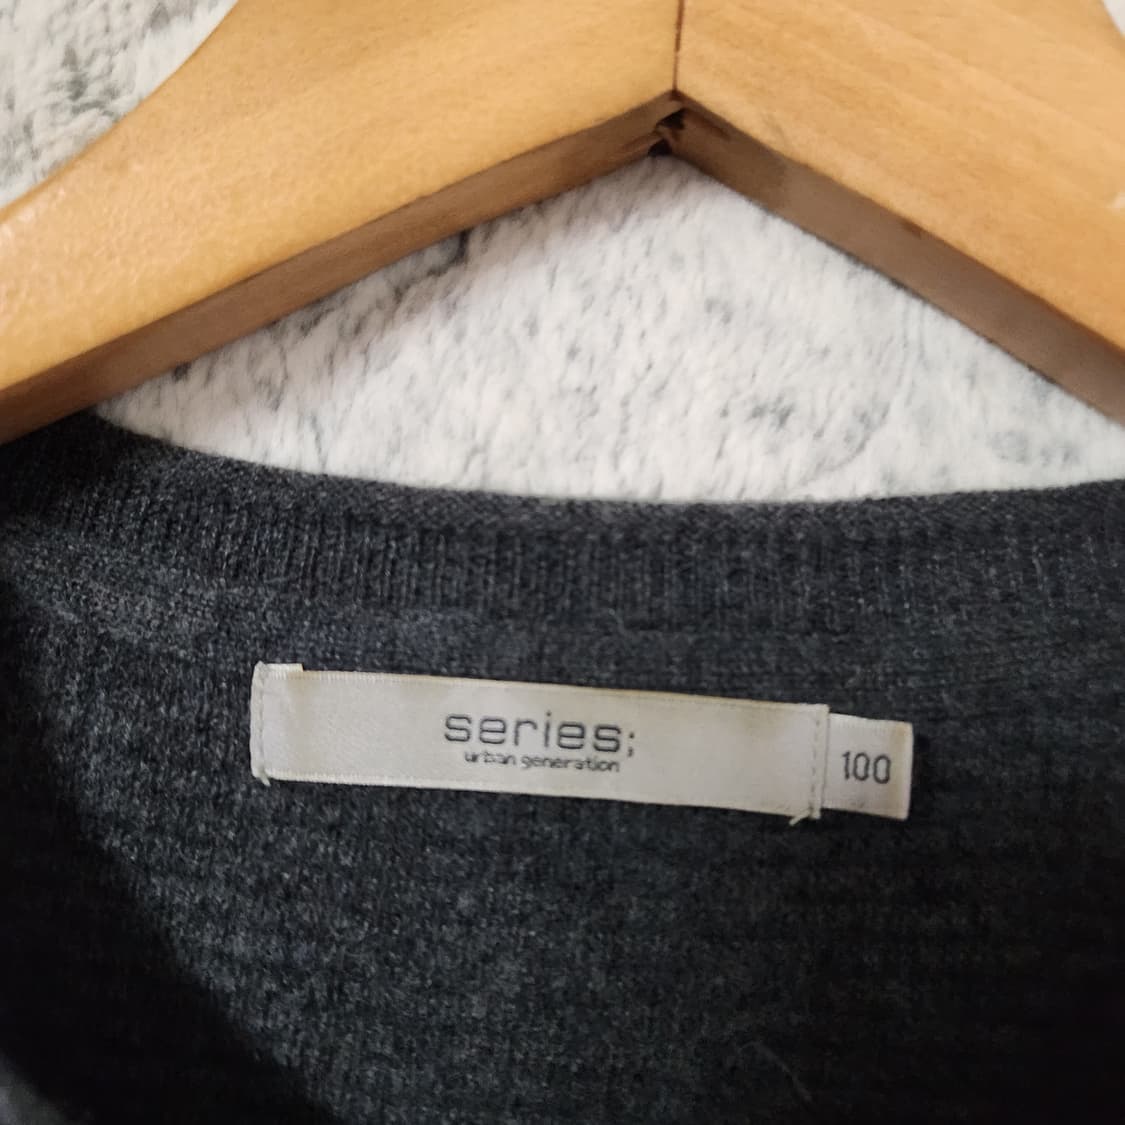 series;
urban generation
100